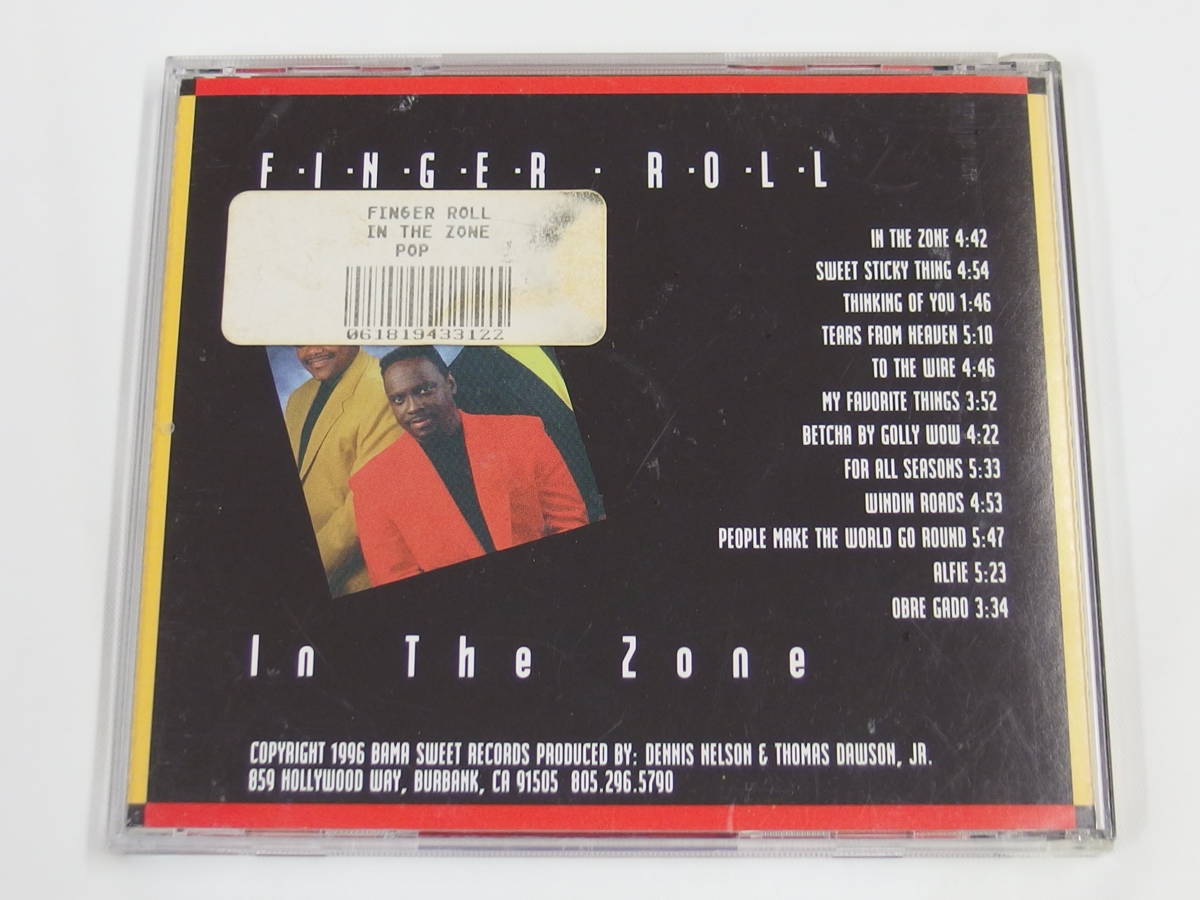 F·I·N·G·E·R · R·O·L·L
FINGER ROLL
IN THE ZONE
POP
061819433122
IN THE ZONE 4:42
SWEET STICKY THING 4:54
THINKING OF YOU 1:46
TEARS FROM HEAVEN 5:10
TO THE WIRE 4:46
MY FAVORITE THINGS 3:52
BETCHA BY GOLLY WOW 4:22
FOR ALL SEASONS 5:33
WINDIN ROADS 4:53
PEOPLE MAKE THE WORLD GO ROUND 5:47
ALFIE 5:23
OBRE GADO 3:34
In The Zone
COPYRIGHT 1996 BAMA SWEET RECORDS PRODUCED BY: DENNIS NELSON & THOMAS DAWSON, JR.
859 HOLLYWOOD WAY, BURBANK, CA 91505 805.296.5790